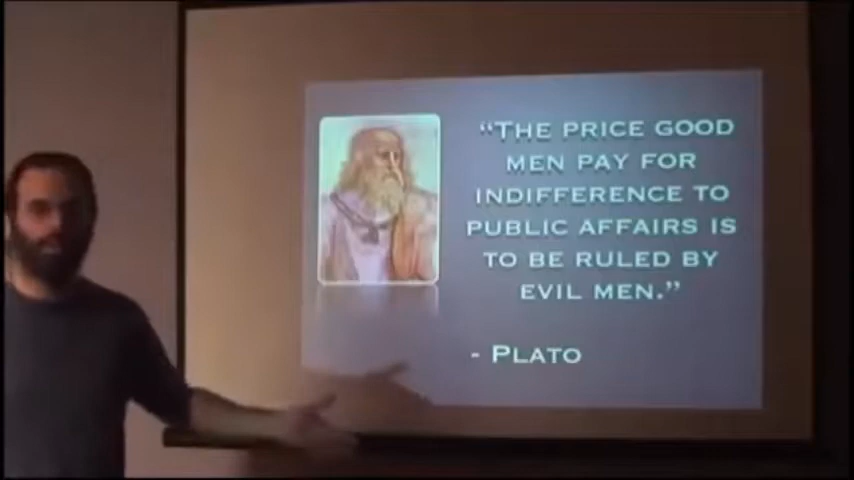 “THE PRICE GOOD
MEN PAY FOR
INDIFFERENCE TO
PUBLIC AFFAIRS IS
TO BE RULED BY
EVIL MEN.”
- PLATO